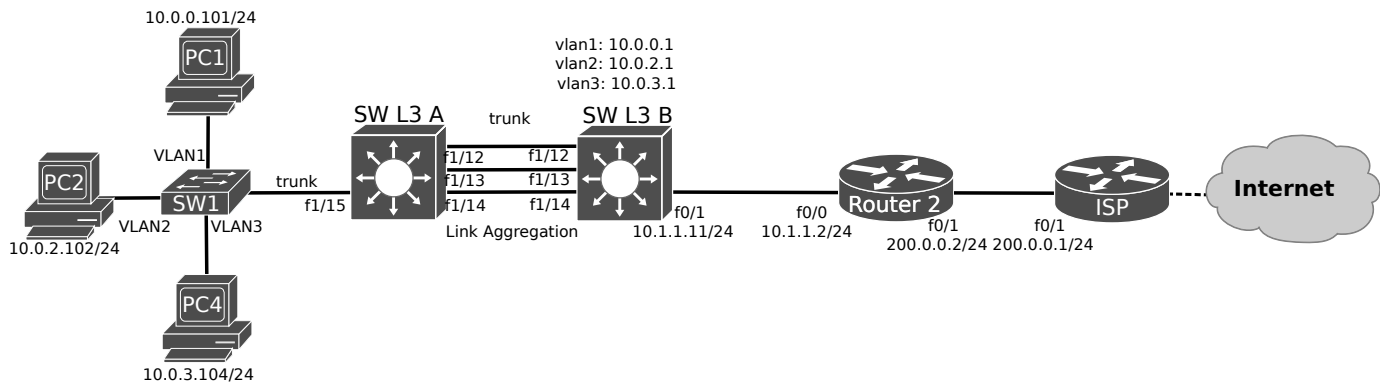 10.0.0.101/24
PC1
VLAN1
PC2
10.0.2.102/24
VLAN2
SW1
VLAN3
PC4
10.0.3.104/24
trunk
f1/15
SW L3 A
trunk
f1/12
f1/12
f1/13
f1/13
f1/14
f1/14
Link Aggregation
vlan1: 10.0.0.1
vlan2: 10.0.2.1
vlan3: 10.0.3.1
SW L3 B
f0/1
10.1.1.11/24
f0/0
10.1.1.2/24
Router 2
f0/1
200.0.0.2/24
ISP
f0/1
200.0.0.1/24
Internet